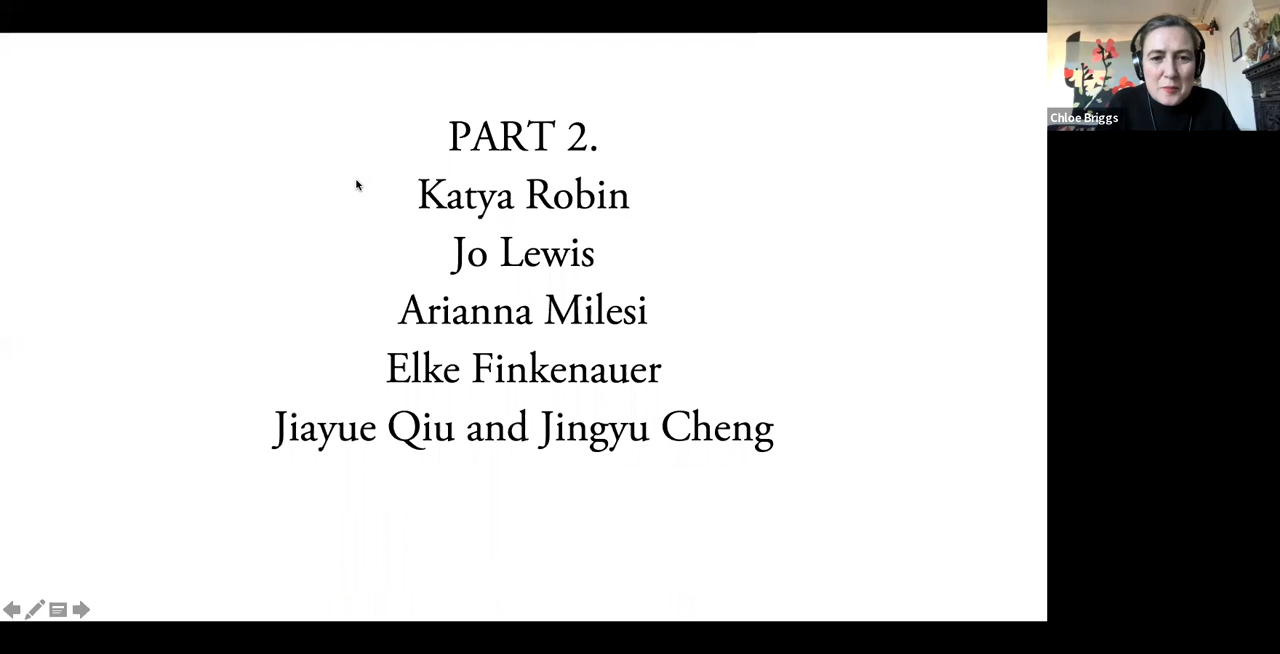 PART 2.
Katya Robin
Jo Lewis
Arianna Milesi
Elke Finkenauer
Jiayue Qiu and Jingyu Cheng
Chloe Briggs